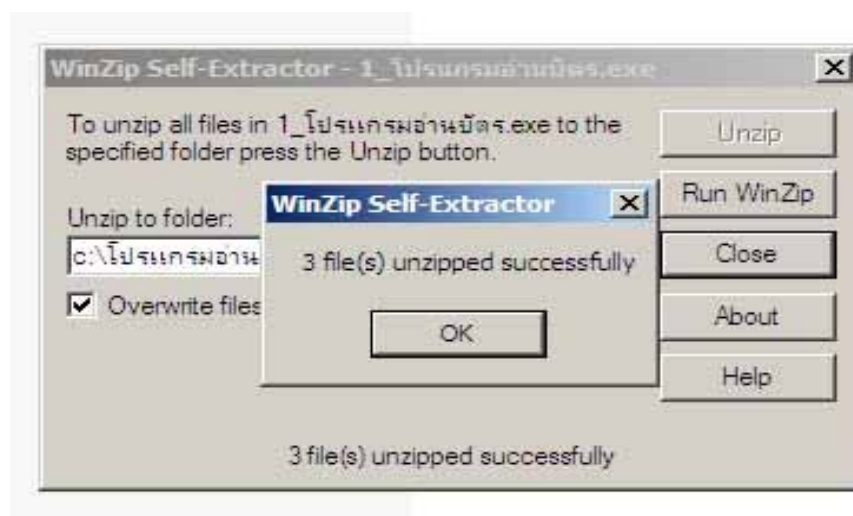 WinZip Self-Extractor - 1_โปรแกรมอ่านบัตร.exe
To unzip all files in 1_โปรแกรมอ่านบัตร.exe to the
specified folder press the Unzip button.
Unzip to folder:
c:\โปรแกรมอ่าน
Overwrite files
Unzip
Run WinZip
Close
About
Help
WinZip Self-Extractor
3 file(s) unzipped successfully
OK
3 file(s) unzipped successfully